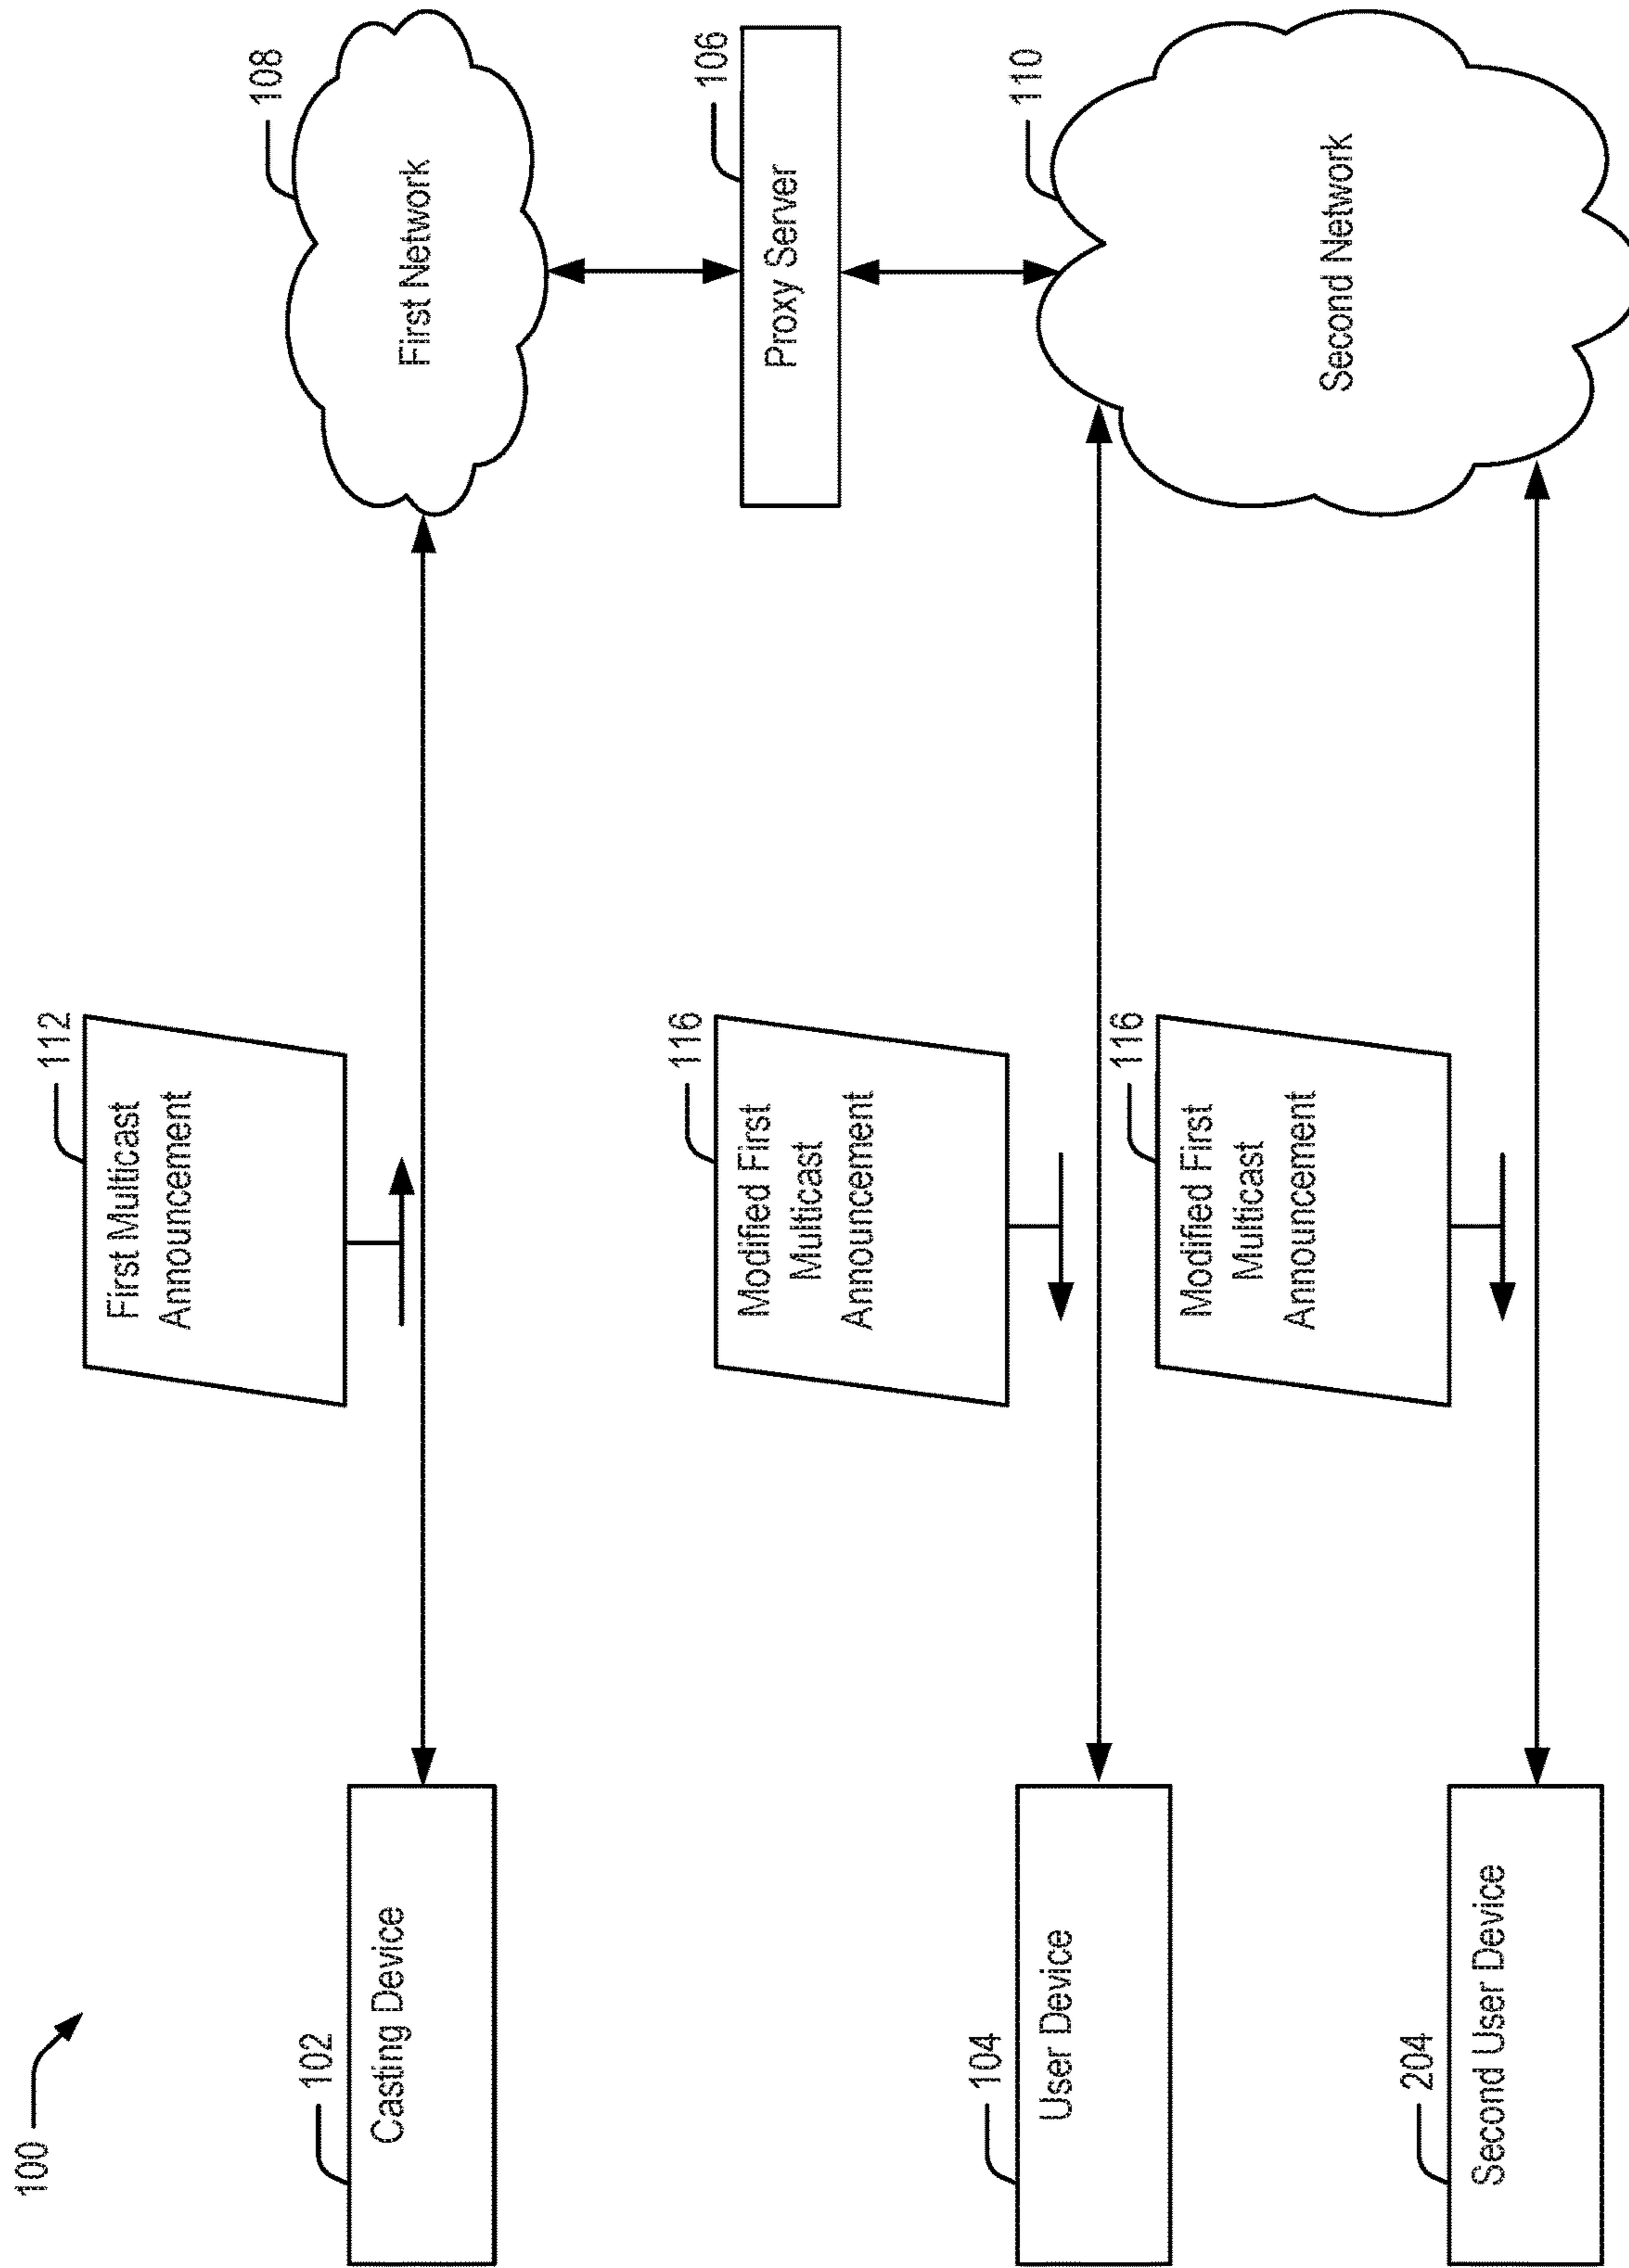 100
102
Casting Device
112
First Multicast
Announcement
108
First Network
106
Proxy Server
104
User Device
116
Modified First
Multicast
Announcement
110
Second Network
204
Second User Device
116
Modified First
Multicast
Announcement